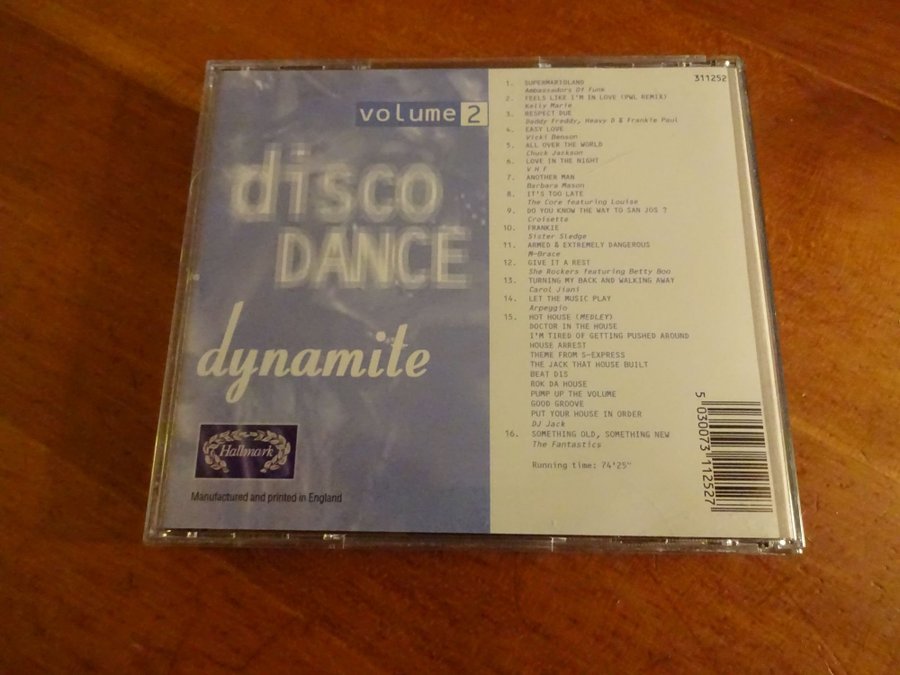 volume 2
disco
DANCE
dynamite
Hallmark
Manufactured and printed in England
311252
1. SUPERMARIOLAND
Ambassadors Of Funk
2. FEELS LIKE I'M IN LOVE (PWL REMIX)
Kelly Marie
3. RESPECT DUE
Daddy Freddy, Heavy D & Frankie Paul
4. EASY LOVE
Vicki Benson
5. ALL OVER THE WORLD
Chuck Jackson
6. LOVE IN THE NIGHT
V H F
7. ANOTHER MAN
Barbara Mason
8. IT'S TOO LATE
The Core featuring Louise
9. DO YOU KNOW THE WAY TO SAN JOS ?
Croisette
10. FRANKIE
Sister Sledge
11. ARMED & EXTREMELY DANGEROUS
M-Brace
12. GIVE IT A REST
She Rockers featuring Betty Boo
13. TURNING MY BACK AND WALKING AWAY
Carol Jiani
14. LET THE MUSIC PLAY
Arpeggio
15. HOT HOUSE (MEDLEY)
DOCTOR IN THE HOUSE
I'M TIRED OF GETTING PUSHED AROUND
HOUSE ARREST
THEME FROM S-EXPRESS
THE JACK THAT HOUSE BUILT
BEAT DIS
ROK DA HOUSE
PUMP UP THE VOLUME
GOOD GROOVE
PUT YOUR HOUSE IN ORDER
DJ Jack
16. SOMETHING OLD, SOMETHING NEW
The Fantastics
Running time: 74'25"
5 030073 112527